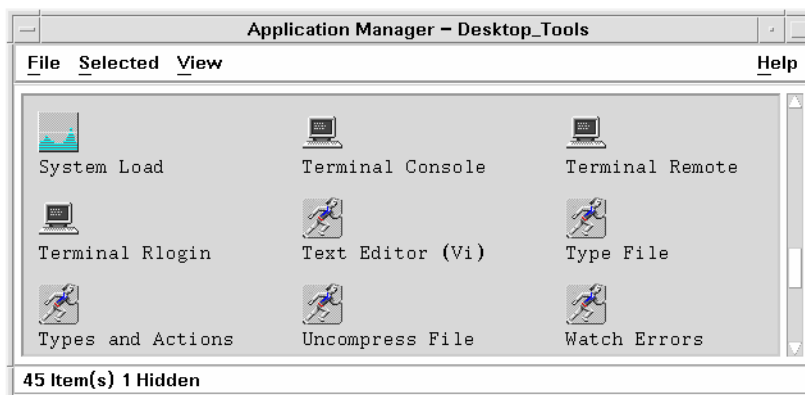 Application Manager – Desktop_Tools
File Selected View Help
System Load Terminal Console Terminal Remote
Terminal Rlogin Text Editor (Vi) Type File
Types and Actions Uncompress File Watch Errors
45 Item(s) 1 Hidden